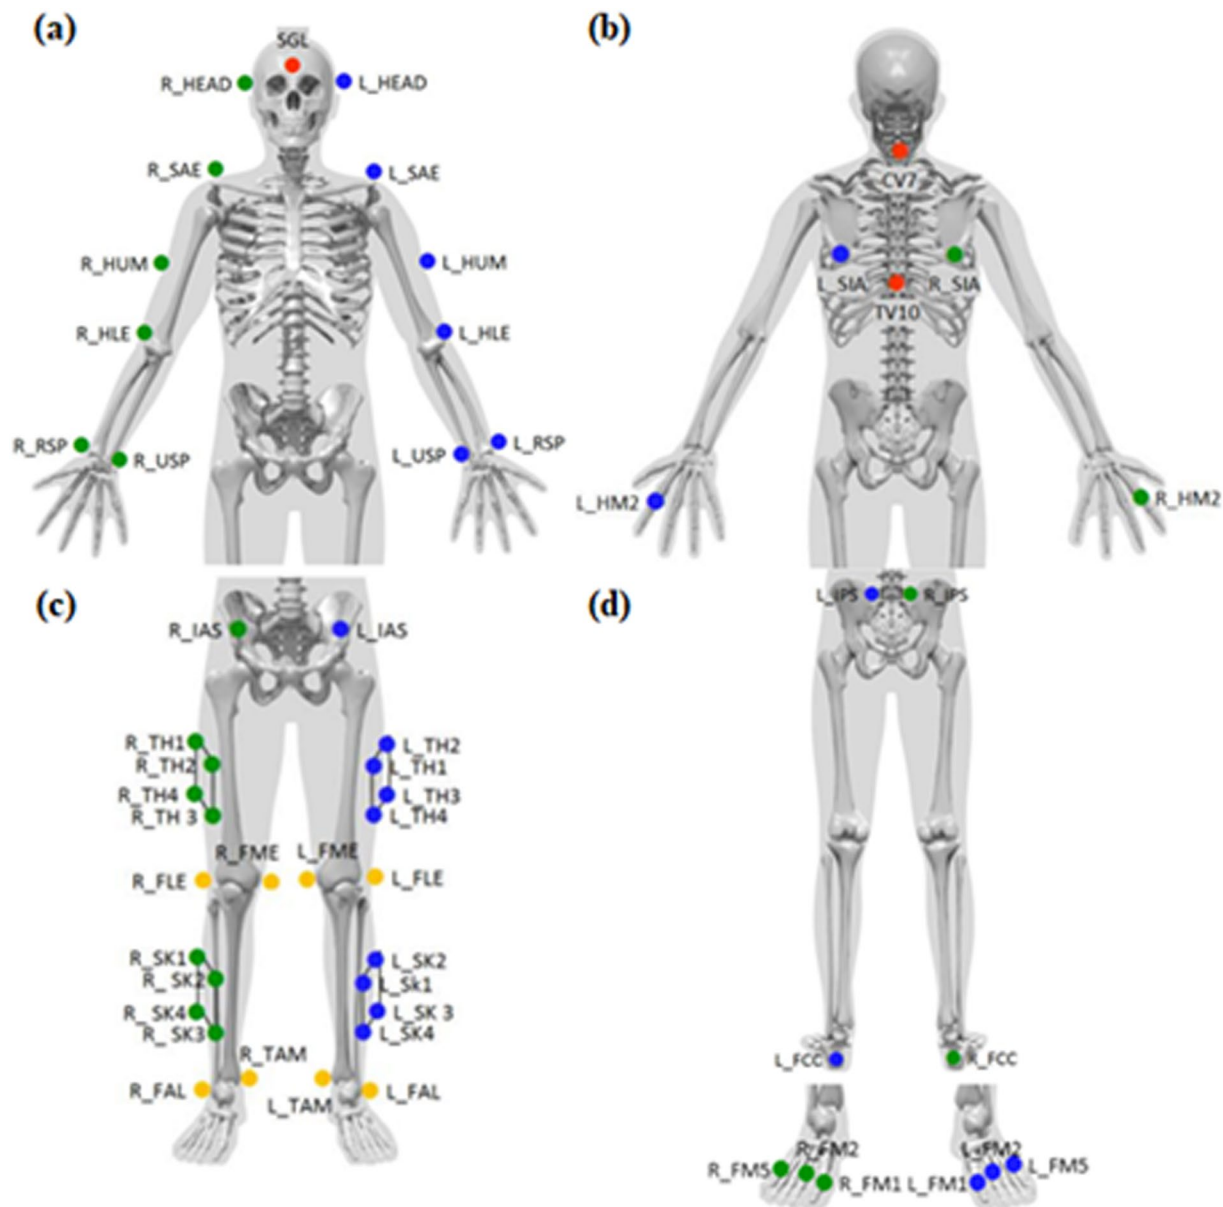 (a)
SGL
R_HEAD
L_HEAD
R_SAE
L_SAE
R_HUM
L_HUM
R_HLE
L_HLE
R_RSP
R_USP
L_USP
L_RSP
(b)
CV7
L_SIA
R_SIA
TV10
L_HM2
R_HM2
(c)
R_IAS
L_IAS
R_TH1
L_TH2
R_TH2
L_TH1
R_TH4
L_TH3
R_TH 3
L_TH4
R_FME
L_FME
R_FLE
L_FLE
R_SK1
L_SK2
R_ SK2
L_Sk1
R_ SK4
L_SK 3
R_ SK3
L_SK4
R_TAM
R_FAL
L_TAM
L_FAL
(d)
L_IPS
R_IPS
L_FCC
R_FCC
R_FM2
L_FM2
R_FM5
L_FM5
R_FM1
L_FM1